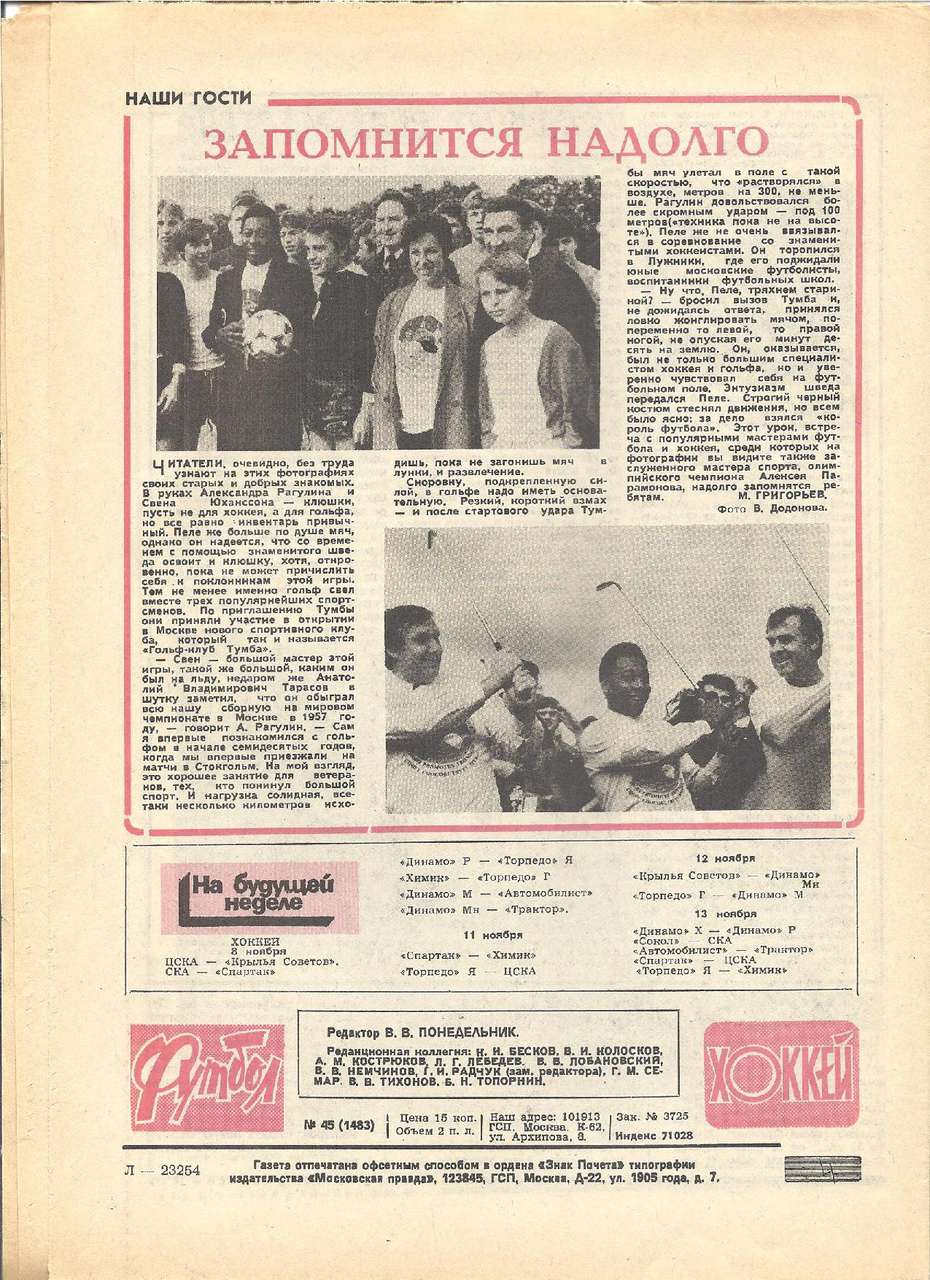 НАШИ ГОСТИ
ЗАПОМНИТСЯ НАДОЛГО
ЧИТАТЕЛИ, очевидно, без труда
узнают на этих фотографиях
своих старых и добрых знакомых.
В руках Александра Рагулина и
Свена Юханссона — клюшки,
пусть не для хоккея, а для гольфа,
но все равно инвентарь привыч-
ный. Пеле же больше по душе мяч,
однако он надеется, что со време-
нем с помощью знаменитого шве-
да освоит и клюшку, хотя, откро-
венно, пока не может причислить
себя к поклонникам этой игры.
Тем не менее именно гольф свел
вместе трех популярнейших спорт-
сменов. По приглашению Тумбы
они приняли участие в открытии
в Москве нового спортивного клу-
ба, который так и называется
«Гольф-клуб Тумба».
— Свен — большой мастер этой
игры, такой же большой, каким он
был на льду, недаром же Анато-
лий Владимирович Тарасов в
шутку заметил, что он обыграл
всю нашу сборную на мировом
чемпионате в Москве в 1957 го-
ду, — говорит А. Рагулин. — Сам
я впервые познакомился с голь-
фом в начале семидесятых годов,
когда мы впервые приезжали на
матчи в Стокгольм. На мой взгляд,
это хорошее занятие для ветера-
нов, тех, кто покинул большой
спорт. И нагрузка солидная, все-
таки несколько километров исхо-
дишь, пока не загонишь мяч в
лунки, и развлечение.
Сноровку, подкрепленную си-
лой, в гольфе надо иметь основа-
тельную. Резкий, короткий взмах
— и после стартового удара Тум-
бы мяч улетал в поле с такой
скоростью, что «растворялся» в
воздухе, метров на 300, не мень-
ше. Рагулин довольствовался бо-
лее скромным ударом — под 100
метров («техника пока не на высо-
те»). Пеле же не очень ввязывал-
ся в соревнование со знамени-
тыми хоккеистами. Он торопился
в Лужники, где его поджидали
юные московские футболисты,
воспитанники футбольных школ.
— Ну что, Пеле, тряхнем стари-
ной? — бросил вызов Тумба и,
не дожидаясь ответа, принялся
ловко жонглировать мячом, по-
переменно то левой, то правой
ногой, не опуская его минут де-
сять на землю. Он, оказывается,
был не только большим специали-
стом хоккея и гольфа, но и уве-
ренно чувствовал себя на фут-
больном поле. Энтузиазм шведа
передался Пеле. Строгий черный
костюм стеснял движения, но всем
было ясно: за дело взялся «ко-
роль футбола». Этот урок, встре-
ча с популярными мастерами фут-
бола и хоккея, среди которых на
фотографии вы видите также за-
служенного мастера спорта, олим-
пийского чемпиона Алексея Па-
рамонова, надолго запомнятся ре-
бятам. М. ГРИГОРЬЕВ.
Фото В. Додонова.
На будущей
неделе
ХОККЕЙ
8 ноября
ЦСКА — «Крылья Советов».
СКА — «Спартак»
«Динамо» Р — «Торпедо» Я
«Химик» — «Торпедо» Г
«Динамо» М — «Автомобилист»
«Динамо» Мн — «Трактор».
11 ноября
«Спартак» — «Химик»
«Торпедо» Я — ЦСКА
12 ноября
«Крылья Советов» — «Динамо»
Мн
«Торпедо» Г — «Динамо» М
13 ноября
«Динамо» Х — «Динамо» Р
«Сокол» СКА
«Автомобилист» — «Трактор»
«Спартак» — ЦСКА
«Торпедо» Я — «Химик»
Футбол
Редактор В. В. ПОНЕДЕЛЬНИК.
Редакционная коллегия: К. И. БЕСКОВ, В. И. КОЛОСКОВ,
А. М. КОСТРЮКОВ, Л. Г. ЛЕБЕДЕВ, В. В. ЛОБАНОВСКИЙ,
В. В. НЕМЧИНОВ, Г. И. РАДЧУК (зам. редактора), Г. М. СЕ-
МАР, В. В. ТИХОНОВ, Б. Н. ТОПОРНИН.
ХОККЕЙ
№ 45 (1483)
Цена 15 коп.
Объем 2 п. л.
Наш адрес: 101913
ГСП, Москва, К-62,
ул. Архипова, 8.
Зак. № 3725
Индекс 71028
Л — 23254
Газета отпечатана офсетным способом в ордена «Знак Почета» типографии
издательства «Московская правда», 123845, ГСП, Москва, Д-22, ул. 1905 года, д. 7.